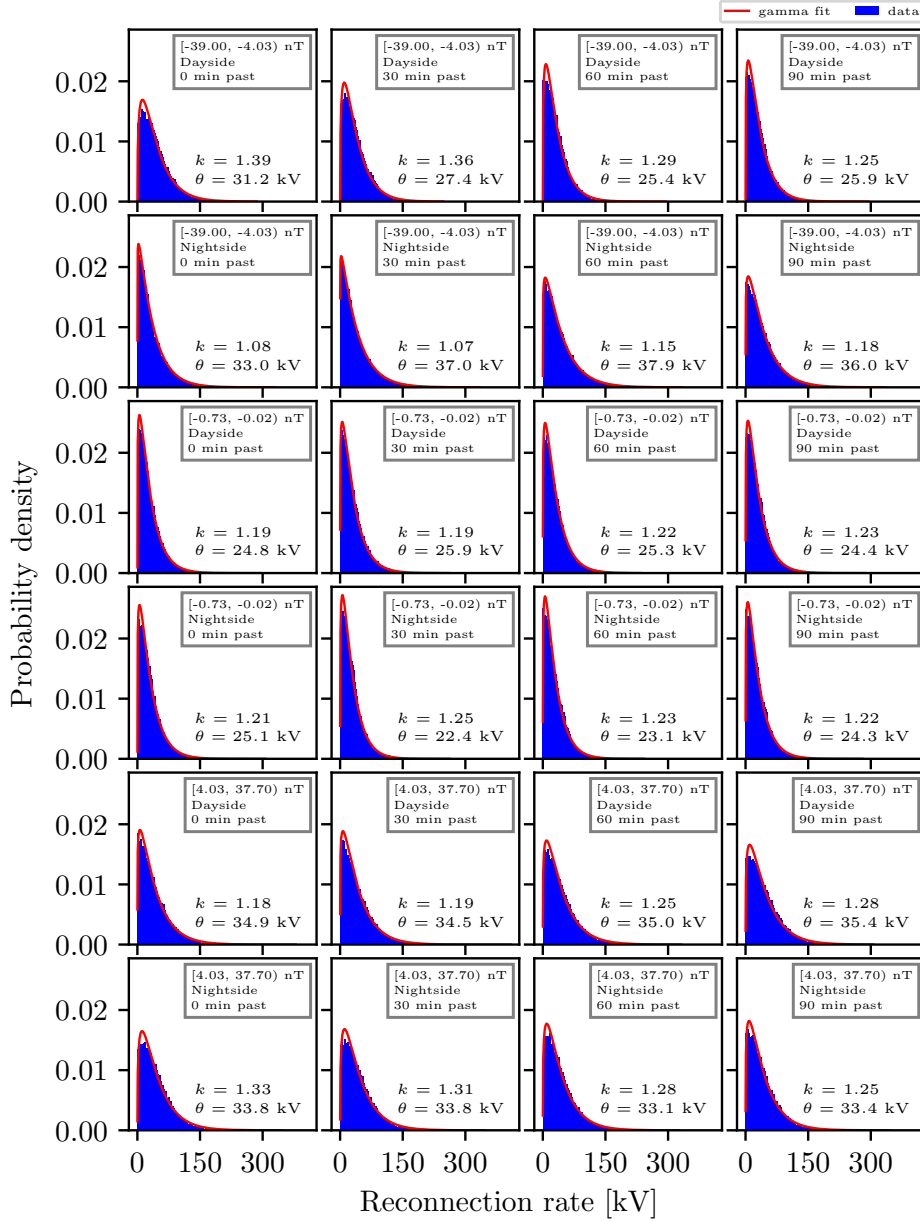 gamma fit data
[-39.00, -4.03) nT
Dayside
0 min past
k = 1.39
θ = 31.2 kV
[-39.00, -4.03) nT
Dayside
30 min past
k = 1.36
θ = 27.4 kV
[-39.00, -4.03) nT
Dayside
60 min past
k = 1.29
θ = 25.4 kV
[-39.00, -4.03) nT
Dayside
90 min past
k = 1.25
θ = 25.9 kV
0.02
0.01
0.00
[-39.00, -4.03) nT
Nightside
0 min past
k = 1.08
θ = 33.0 kV
[-39.00, -4.03) nT
Nightside
30 min past
k = 1.07
θ = 37.0 kV
[-39.00, -4.03) nT
Nightside
60 min past
k = 1.15
θ = 37.9 kV
[-39.00, -4.03) nT
Nightside
90 min past
k = 1.18
θ = 36.0 kV
0.02
0.01
0.00
[-0.73, -0.02) nT
Dayside
0 min past
k = 1.19
θ = 24.8 kV
[-0.73, -0.02) nT
Dayside
30 min past
k = 1.19
θ = 25.9 kV
[-0.73, -0.02) nT
Dayside
60 min past
k = 1.22
θ = 25.3 kV
[-0.73, -0.02) nT
Dayside
90 min past
k = 1.23
θ = 24.4 kV
0.02
0.01
0.00
[-0.73, -0.02) nT
Nightside
0 min past
k = 1.21
θ = 25.1 kV
[-0.73, -0.02) nT
Nightside
30 min past
k = 1.25
θ = 22.4 kV
[-0.73, -0.02) nT
Nightside
60 min past
k = 1.23
θ = 23.1 kV
[-0.73, -0.02) nT
Nightside
90 min past
k = 1.22
θ = 24.3 kV
0.02
0.01
0.00
[4.03, 37.70) nT
Dayside
0 min past
k = 1.18
θ = 34.9 kV
[4.03, 37.70) nT
Dayside
30 min past
k = 1.19
θ = 34.5 kV
[4.03, 37.70) nT
Dayside
60 min past
k = 1.25
θ = 35.0 kV
[4.03, 37.70) nT
Dayside
90 min past
k = 1.28
θ = 35.4 kV
0.02
0.01
0.00
[4.03, 37.70) nT
Nightside
0 min past
k = 1.33
θ = 33.8 kV
[4.03, 37.70) nT
Nightside
30 min past
k = 1.31
θ = 33.8 kV
[4.03, 37.70) nT
Nightside
60 min past
k = 1.28
θ = 33.1 kV
[4.03, 37.70) nT
Nightside
90 min past
k = 1.25
θ = 33.4 kV
0.02
0.01
0.00
0 150 300 0 150 300 0 150 300 0 150 300
Probability density
Reconnection rate [kV]